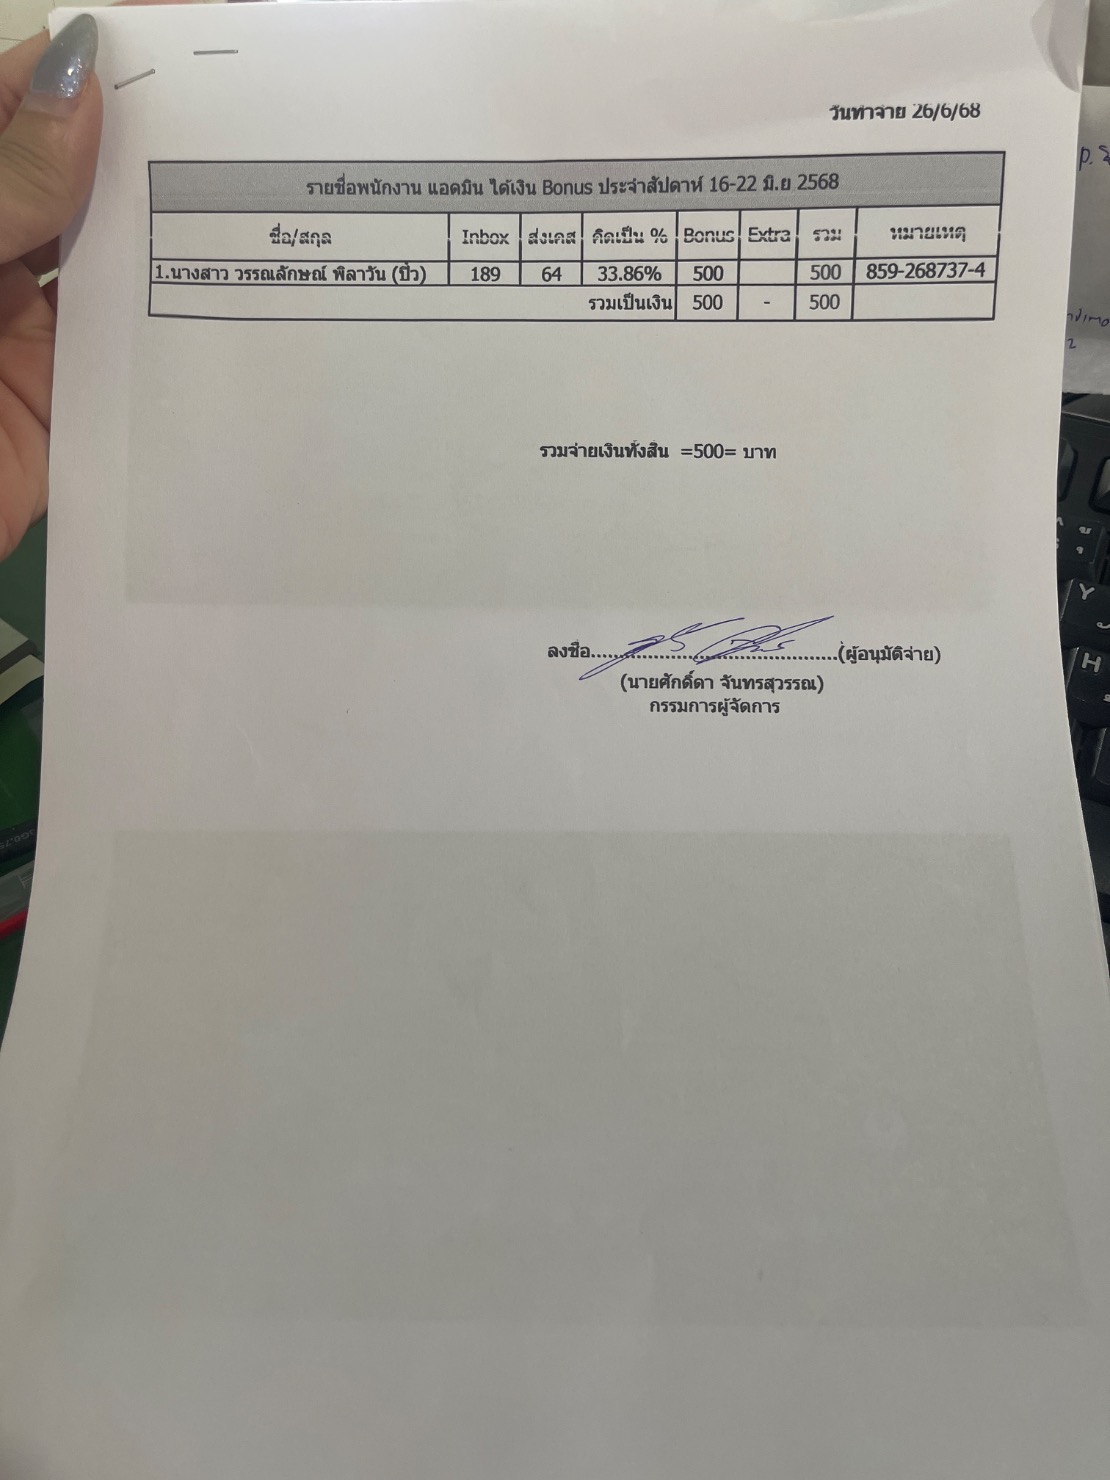 วันทำจ่าย 26/6/68
รายชื่อพนักงาน แอดมิน ได้เงิน Bonus ประจำสัปดาห์ 16-22 มิ.ย 2568
ชื่อ/สกุล Inbox ส่งเคส คิดเป็น % Bonus Extra รวม หมายเหตุ
1.นางสาว วรรณลักษณ์ พิลาวัน (บิ๋ว) 189 64 33.86% 500 500 859-268737-4
รวมเป็นเงิน 500 - 500
รวมจ่ายเงินทั้งสิ้น =500= บาท
ลงชื่อ..........................................(ผู้อนุมัติจ่าย)
(นายศักดิ์ดา จันทรสุวรรณ)
กรรมการผู้จัดการ
Y
H